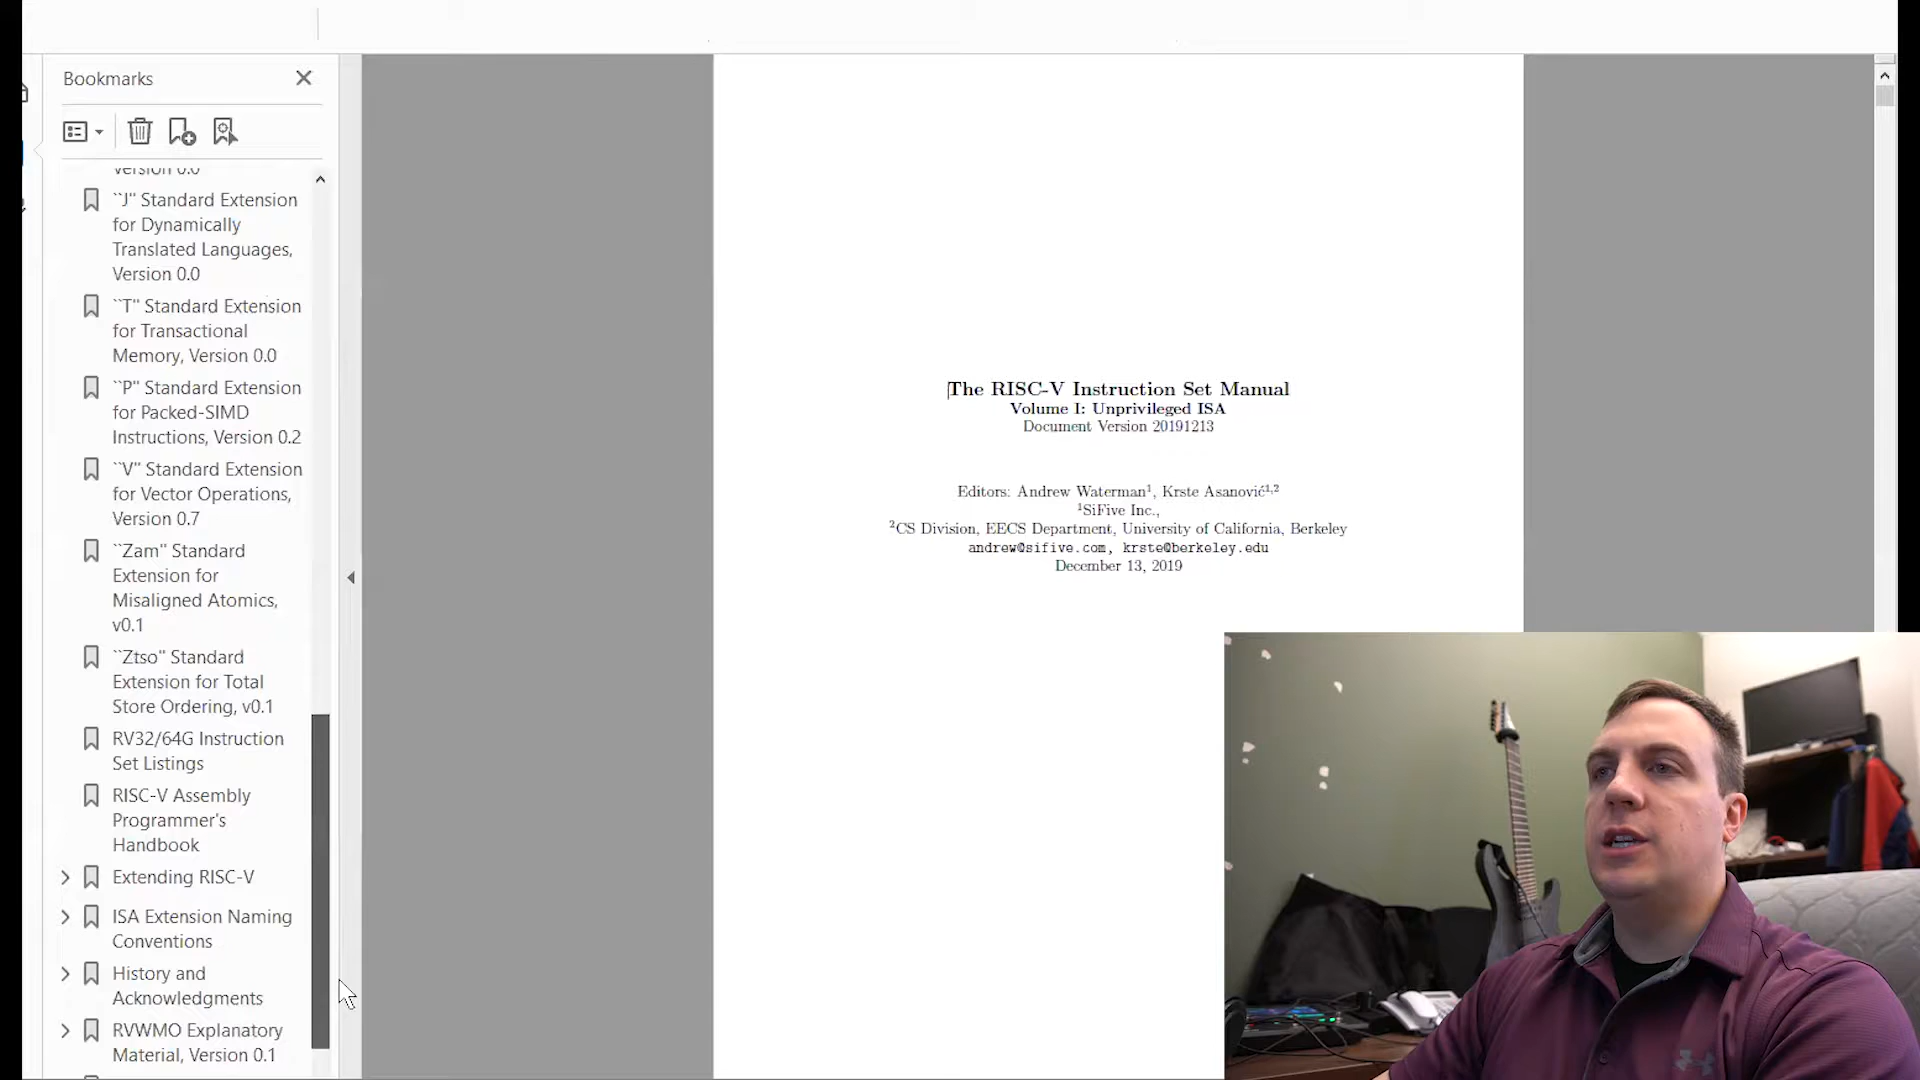 Bookmarks
Version 0.0
``J'' Standard Extension
for Dynamically
Translated Languages,
Version 0.0
``T'' Standard Extension
for Transactional
Memory, Version 0.0
``P'' Standard Extension
for Packed-SIMD
Instructions, Version 0.2
``V'' Standard Extension
for Vector Operations,
Version 0.7
``Zam'' Standard
Extension for
Misaligned Atomics,
v0.1
``Ztso'' Standard
Extension for Total
Store Ordering, v0.1
RV32/64G Instruction
Set Listings
RISC-V Assembly
Programmer's
Handbook
Extending RISC-V
ISA Extension Naming
Conventions
History and
Acknowledgments
RVWMO Explanatory
Material, Version 0.1
The RISC-V Instruction Set Manual
Volume I: Unprivileged ISA
Document Version 20191213
Editors: Andrew Waterman¹, Krste Asanović¹,²
¹SiFive Inc.,
²CS Division, EECS Department, University of California, Berkeley
andrew@sifive.com, krste@berkeley.edu
December 13, 2019